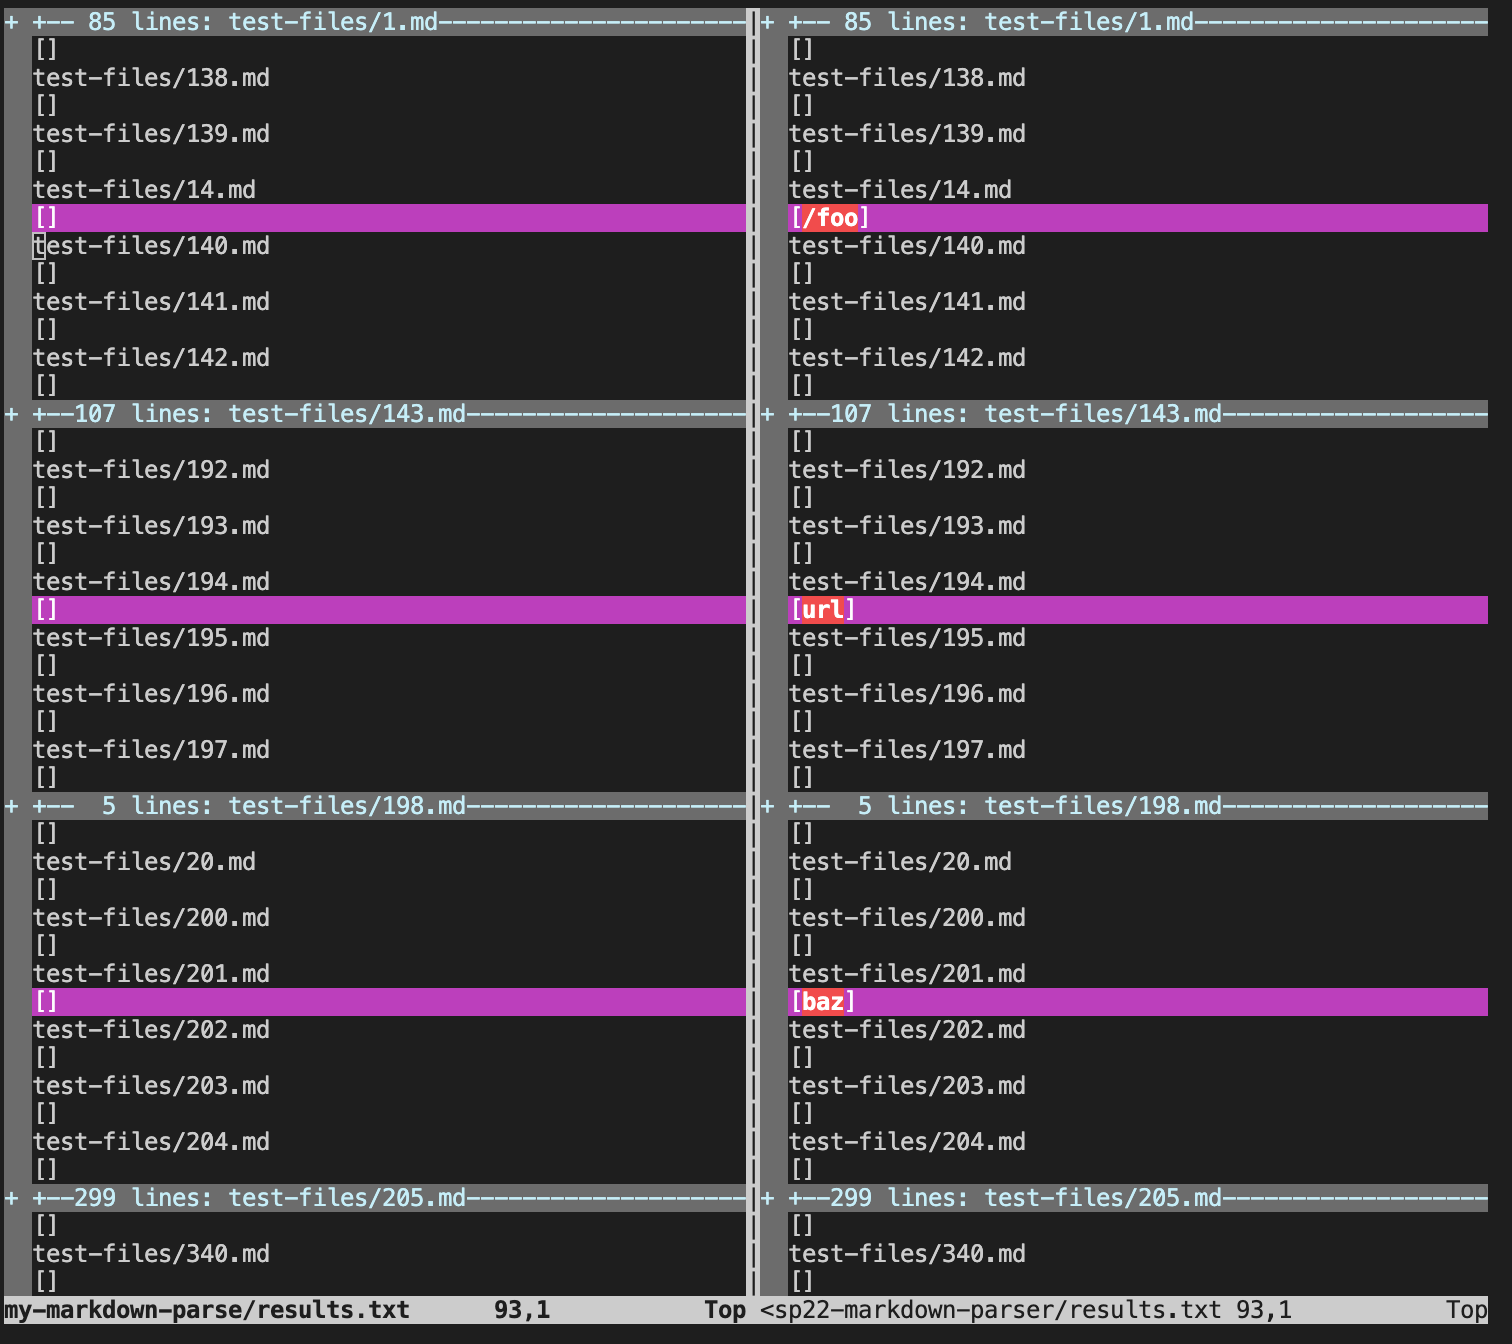 + +-- 85 lines: test-files/1.md---------------------
[]
test-files/138.md
[]
test-files/139.md
[]
test-files/14.md
[]
test-files/140.md
[]
test-files/141.md
[]
test-files/142.md
[]
+ +--107 lines: test-files/143.md-------------------
[]
test-files/192.md
[]
test-files/193.md
[]
test-files/194.md
[]
test-files/195.md
[]
test-files/196.md
[]
test-files/197.md
[]
+ +--  5 lines: test-files/198.md-------------------
[]
test-files/20.md
[]
test-files/200.md
[]
test-files/201.md
[]
test-files/202.md
[]
test-files/203.md
[]
test-files/204.md
[]
+ +--299 lines: test-files/205.md-------------------
[]
test-files/340.md
[]
my-markdown-parse/results.txt      93,1           Top
+ +-- 85 lines: test-files/1.md---------------------
[]
test-files/138.md
[]
test-files/139.md
[]
test-files/14.md
[/foo]
test-files/140.md
[]
test-files/141.md
[]
test-files/142.md
[]
+ +--107 lines: test-files/143.md-------------------
[]
test-files/192.md
[]
test-files/193.md
[]
test-files/194.md
[url]
test-files/195.md
[]
test-files/196.md
[]
test-files/197.md
[]
+ +--  5 lines: test-files/198.md-------------------
[]
test-files/20.md
[]
test-files/200.md
[]
test-files/201.md
[baz]
test-files/202.md
[]
test-files/203.md
[]
test-files/204.md
[]
+ +--299 lines: test-files/205.md-------------------
[]
test-files/340.md
[]
<sp22-markdown-parser/results.txt 93,1           Top